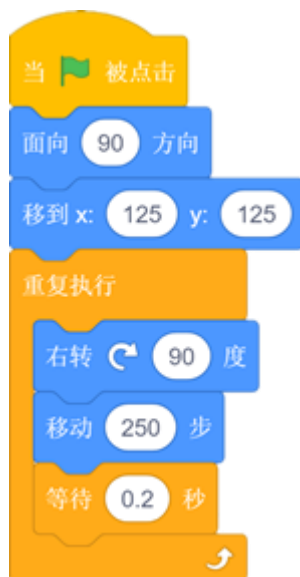 当 被点击
面向 90 方向
移到 x: 125 y: 125
重复执行
右转 90 度
移动 250 步
等待 0.2 秒